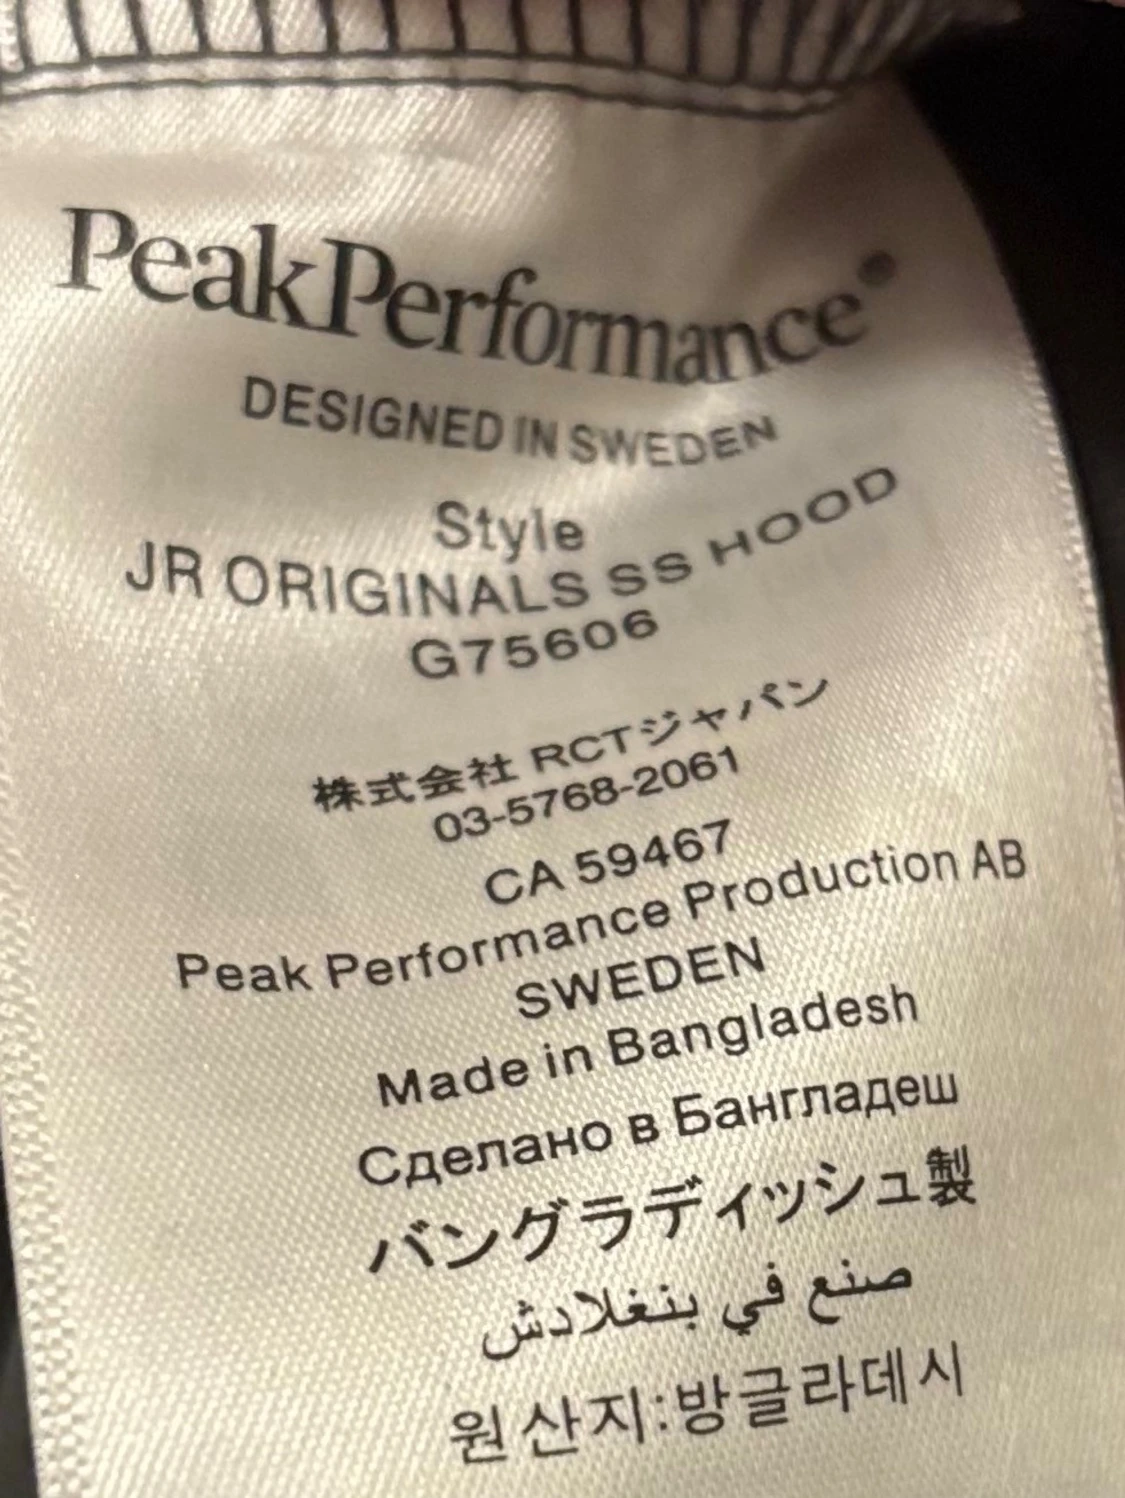 PeakPerformance®
DESIGNED IN SWEDEN
Style
JR ORIGINALS SS HOOD
G75606
株式会社 RCTジャパン
03-5768-2061
CA 59467
Peak Performance Production AB
SWEDEN
Made in Bangladesh
Сделано в Бангладеш
バングラディッシュ製
صنع في بنغلادش
원산지:방글라데시